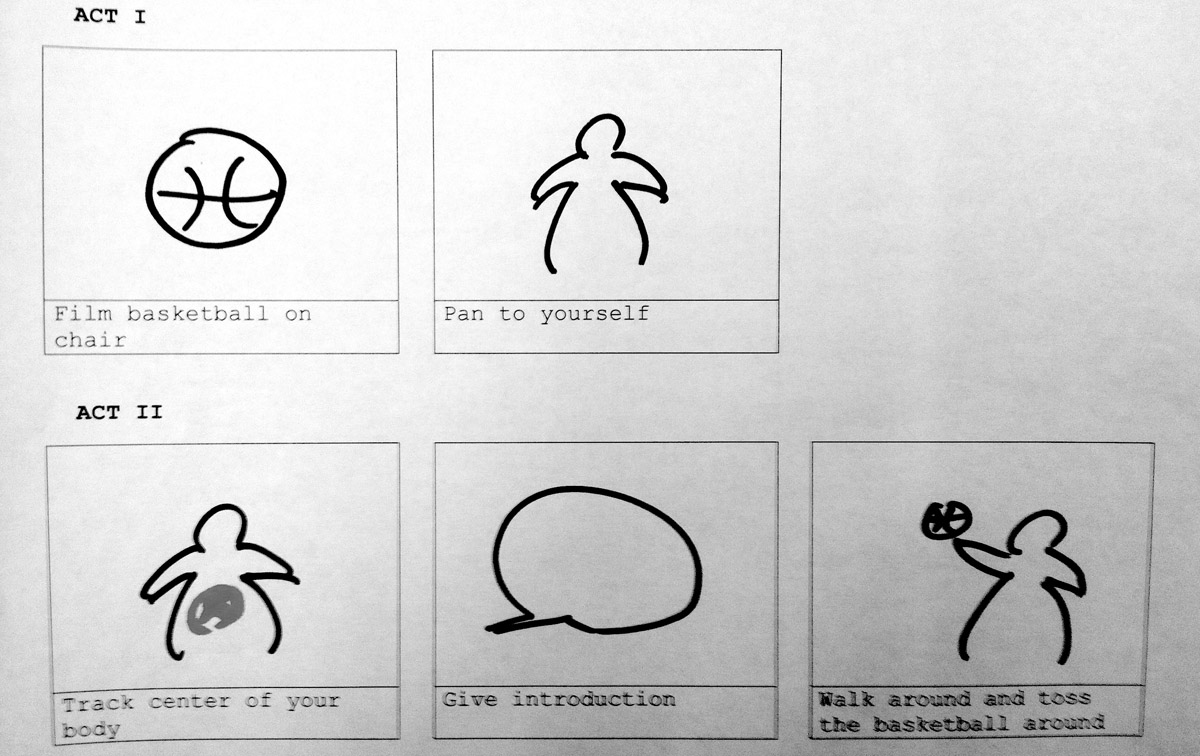 ACT I
Film basketball on
chair
Pan to yourself
ACT II
Track center of your
body
Give introduction
Walk around and toss
the basketball around